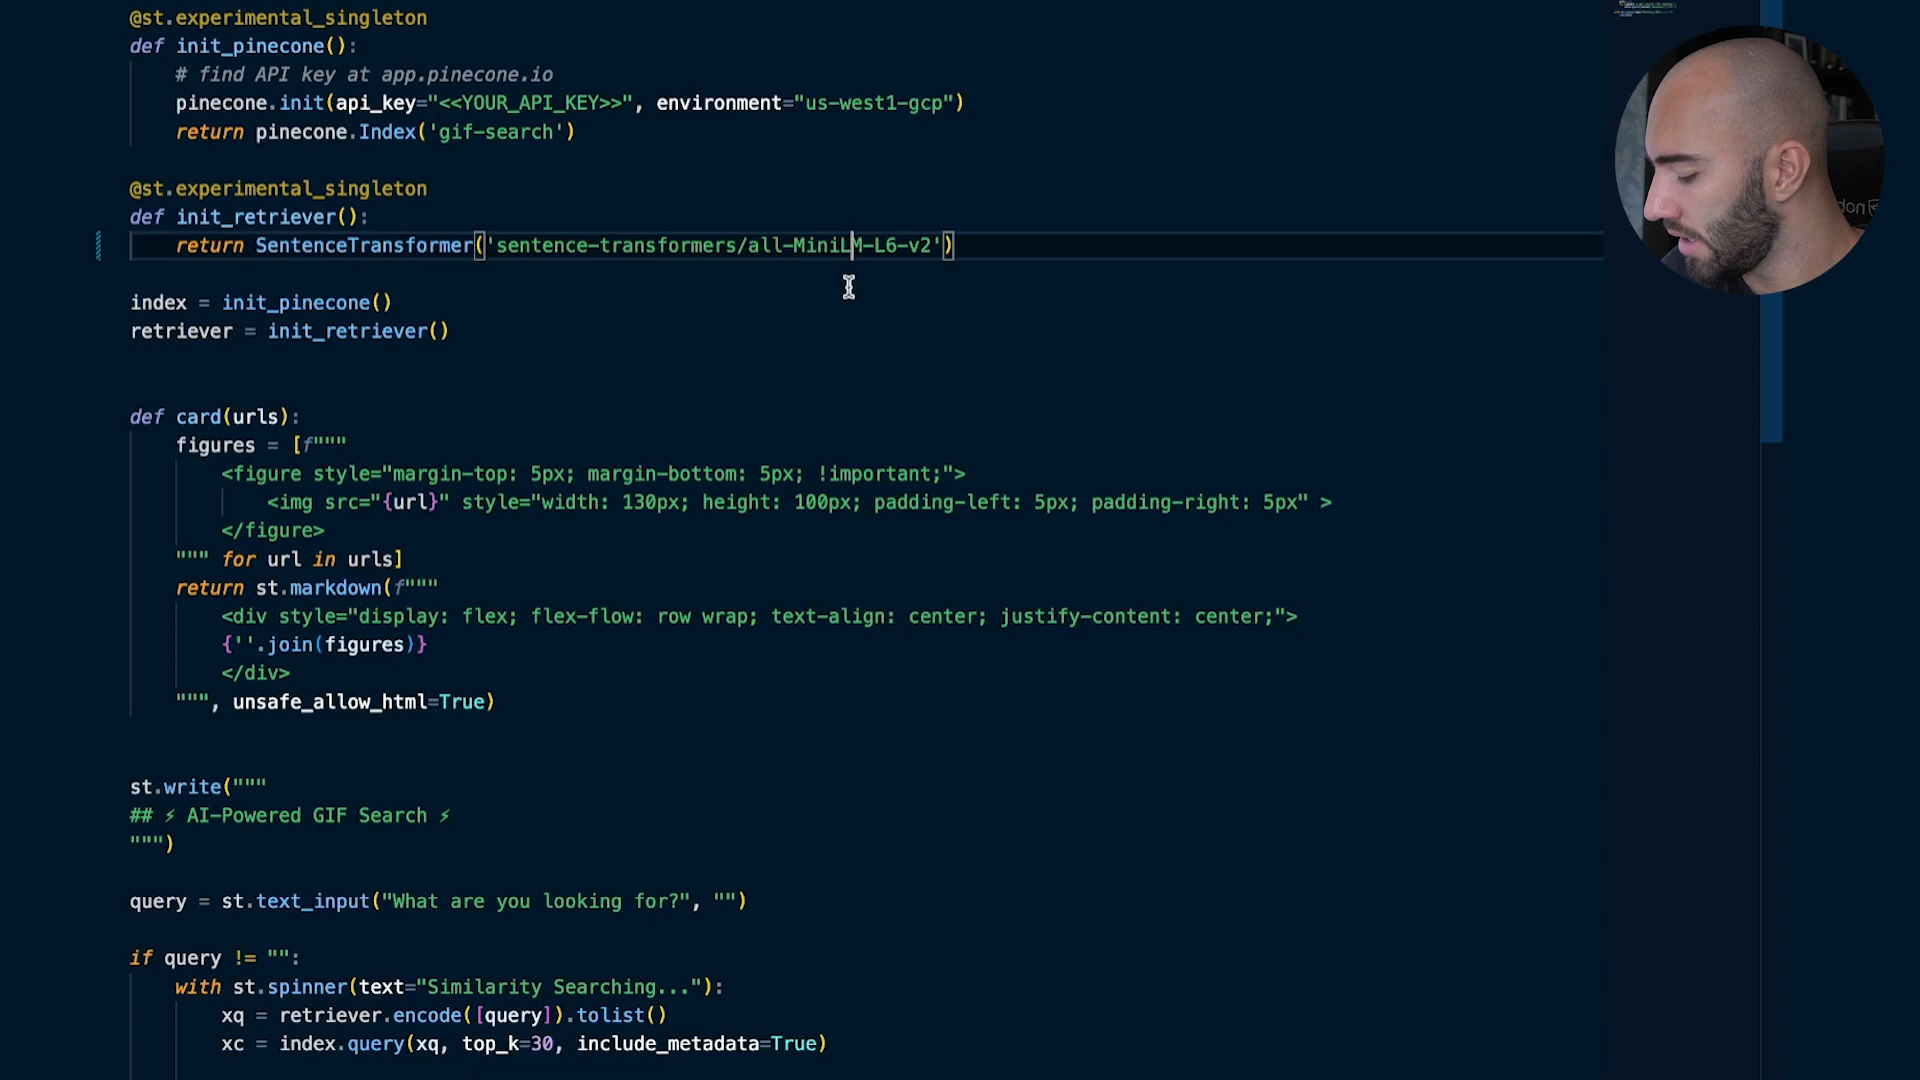 @st.experimental_singleton
def init_pinecone():
    # find API key at app.pinecone.io
    pinecone.init(api_key="<<YOUR_API_KEY>>", environment="us-west1-gcp")
    return pinecone.Index('gif-search')
@st.experimental_singleton
def init_retriever():
    return SentenceTransformer('sentence-transformers/all-MiniLM-L6-v2')
index = init_pinecone()
retriever = init_retriever()
def card(urls):
    figures = [f"""
        <figure style="margin-top: 5px; margin-bottom: 5px; !important;">
            <img src="{url}" style="width: 130px; height: 100px; padding-left: 5px; padding-right: 5px" >
        </figure>
    """ for url in urls]
    return st.markdown(f"""
        <div style="display: flex; flex-flow: row wrap; text-align: center; justify-content: center;">
        {''.join(figures)}
        </div>
    """, unsafe_allow_html=True)
st.write("""
## ⚡ AI-Powered GIF Search ⚡
""")
query = st.text_input("What are you looking for?", "")
if query != "":
    with st.spinner(text="Similarity Searching..."):
        xq = retriever.encode([query]).tolist()
        xc = index.query(xq, top_k=30, include_metadata=True)